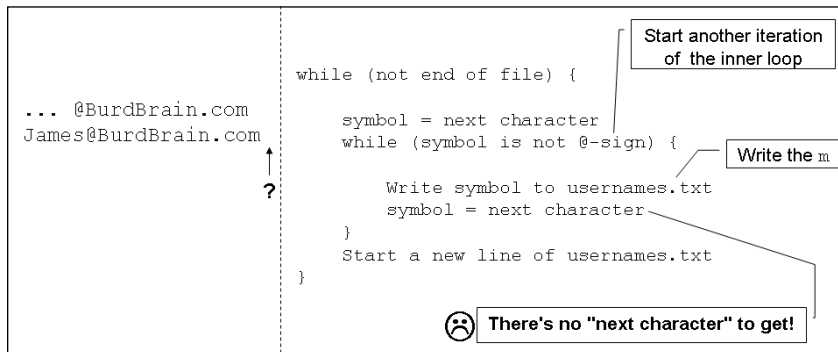 ... @BurdBrain.com
James@BurdBrain.com
?
while (not end of file) {
symbol = next character
while (symbol is not @-sign) {
Write symbol to usernames.txt
symbol = next character
}
Start a new line of usernames.txt
}
Start another iteration
of the inner loop
Write the m
There's no "next character" to get!